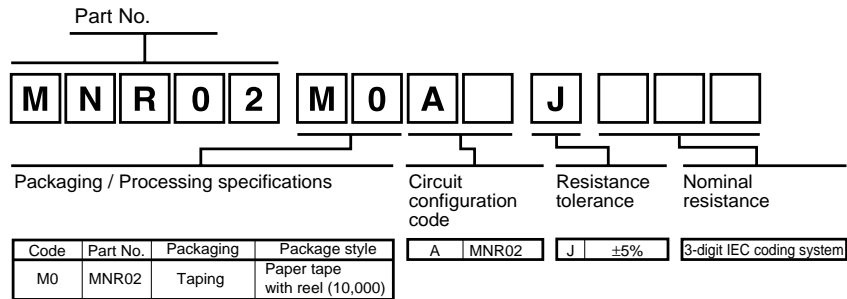 Part No.
M N R 0 2 M 0 A J
Packaging / Processing specifications
Circuit
configuration
code
Resistance
tolerance
Nominal
resistance
Code Part No. Packaging Package style
M0 MNR02 Taping Paper tape
with reel (10,000)
A MNR02
J ±5%
3-digit IEC coding system